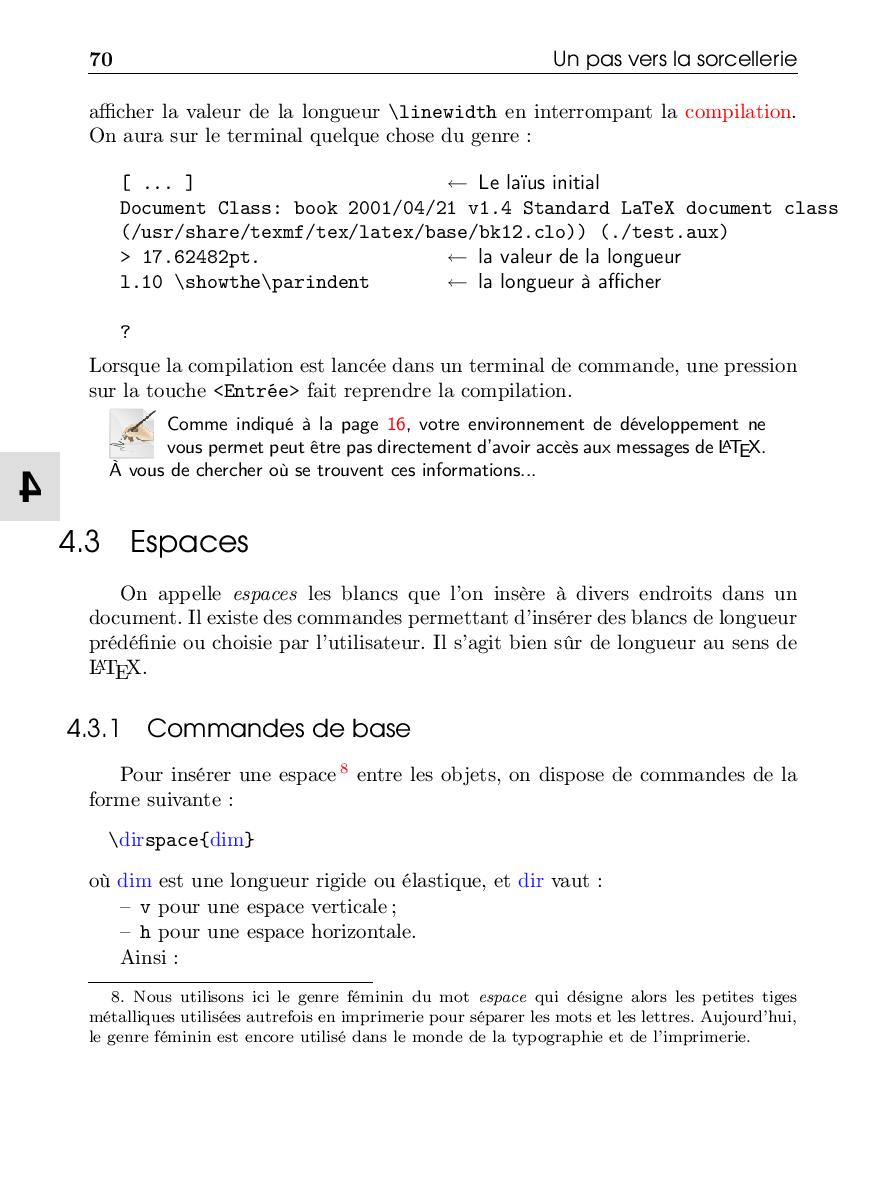 70 Un pas vers la sorcellerie
afficher la valeur de la longueur \linewidth en interrompant la compilation.
On aura sur le terminal quelque chose du genre :
[ ... ] ← Le laïus initial
Document Class: book 2001/04/21 v1.4 Standard LaTeX document class
(/usr/share/texmf/tex/latex/base/bk12.clo)) (./test.aux)
> 17.62482pt. ← la valeur de la longueur
l.10 \showthe\parindent ← la longueur à afficher
?
Lorsque la compilation est lancée dans un terminal de commande, une pression
sur la touche <Entrée> fait reprendre la compilation.
Comme indiqué à la page 16, votre environnement de développement ne
vous permet peut être pas directement d'avoir accès aux messages de LATEX.
À vous de chercher où se trouvent ces informations...
4
4.3 Espaces
On appelle espaces les blancs que l'on insère à divers endroits dans un
document. Il existe des commandes permettant d'insérer des blancs de longueur
prédéfinie ou choisie par l'utilisateur. Il s'agit bien sûr de longueur au sens de
LATEX.
4.3.1 Commandes de base
Pour insérer une espace 8 entre les objets, on dispose de commandes de la
forme suivante :
\dirspace{dim}
où dim est une longueur rigide ou élastique, et dir vaut :
– v pour une espace verticale ;
– h pour une espace horizontale.
Ainsi :
8. Nous utilisons ici le genre féminin du mot espace qui désigne alors les petites tiges
métalliques utilisées autrefois en imprimerie pour séparer les mots et les lettres. Aujourd'hui,
le genre féminin est encore utilisé dans le monde de la typographie et de l'imprimerie.